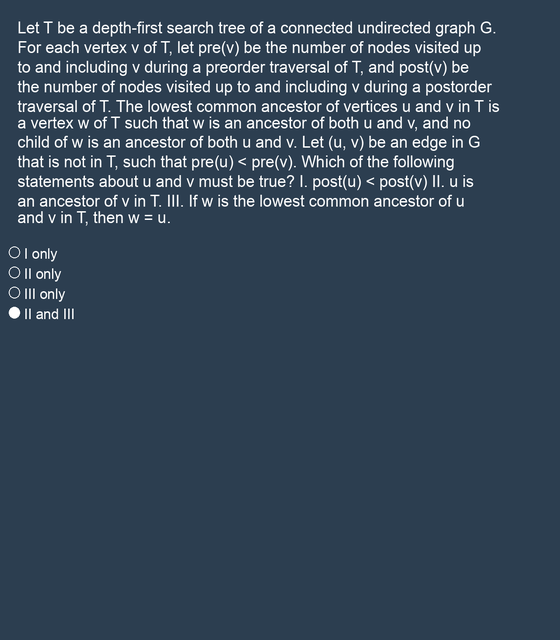 Let T be a depth-first search tree of a connected undirected graph G.
For each vertex v of T, let pre(v) be the number of nodes visited up
to and including v during a preorder traversal of T, and post(v) be
the number of nodes visited up to and including v during a postorder
traversal of T. The lowest common ancestor of vertices u and v in T is
a vertex w of T such that w is an ancestor of both u and v, and no
child of w is an ancestor of both u and v. Let (u, v) be an edge in G
that is not in T, such that pre(u) < pre(v). Which of the following
statements about u and v must be true? I. post(u) < post(v) II. u is
an ancestor of v in T. III. If w is the lowest common ancestor of u
and v in T, then w = u.
I only
II only
III only
II and III